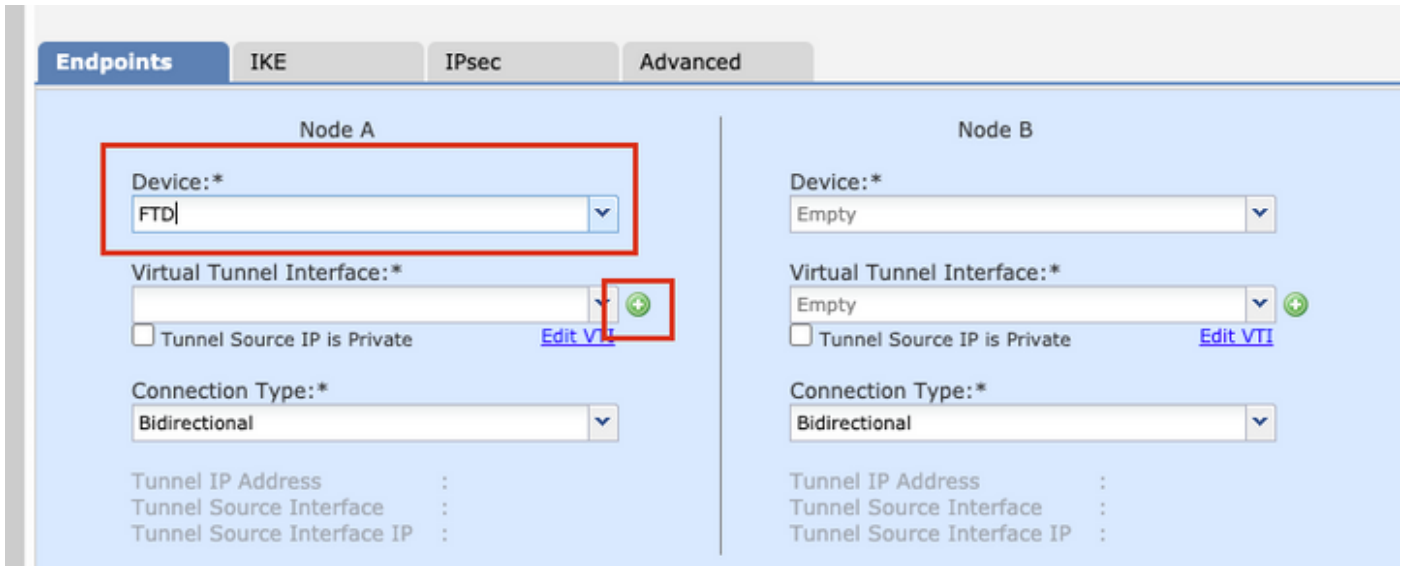 Endpoints IKE IPsec Advanced
Node A
Device:*
FTD
Virtual Tunnel Interface:*
Tunnel Source IP is Private Edit VTI
Connection Type:*
Bidirectional
Tunnel IP Address :
Tunnel Source Interface :
Tunnel Source Interface IP :
Node B
Device:*
Empty
Virtual Tunnel Interface:*
Empty
Tunnel Source IP is Private Edit VTI
Connection Type:*
Bidirectional
Tunnel IP Address :
Tunnel Source Interface :
Tunnel Source Interface IP :